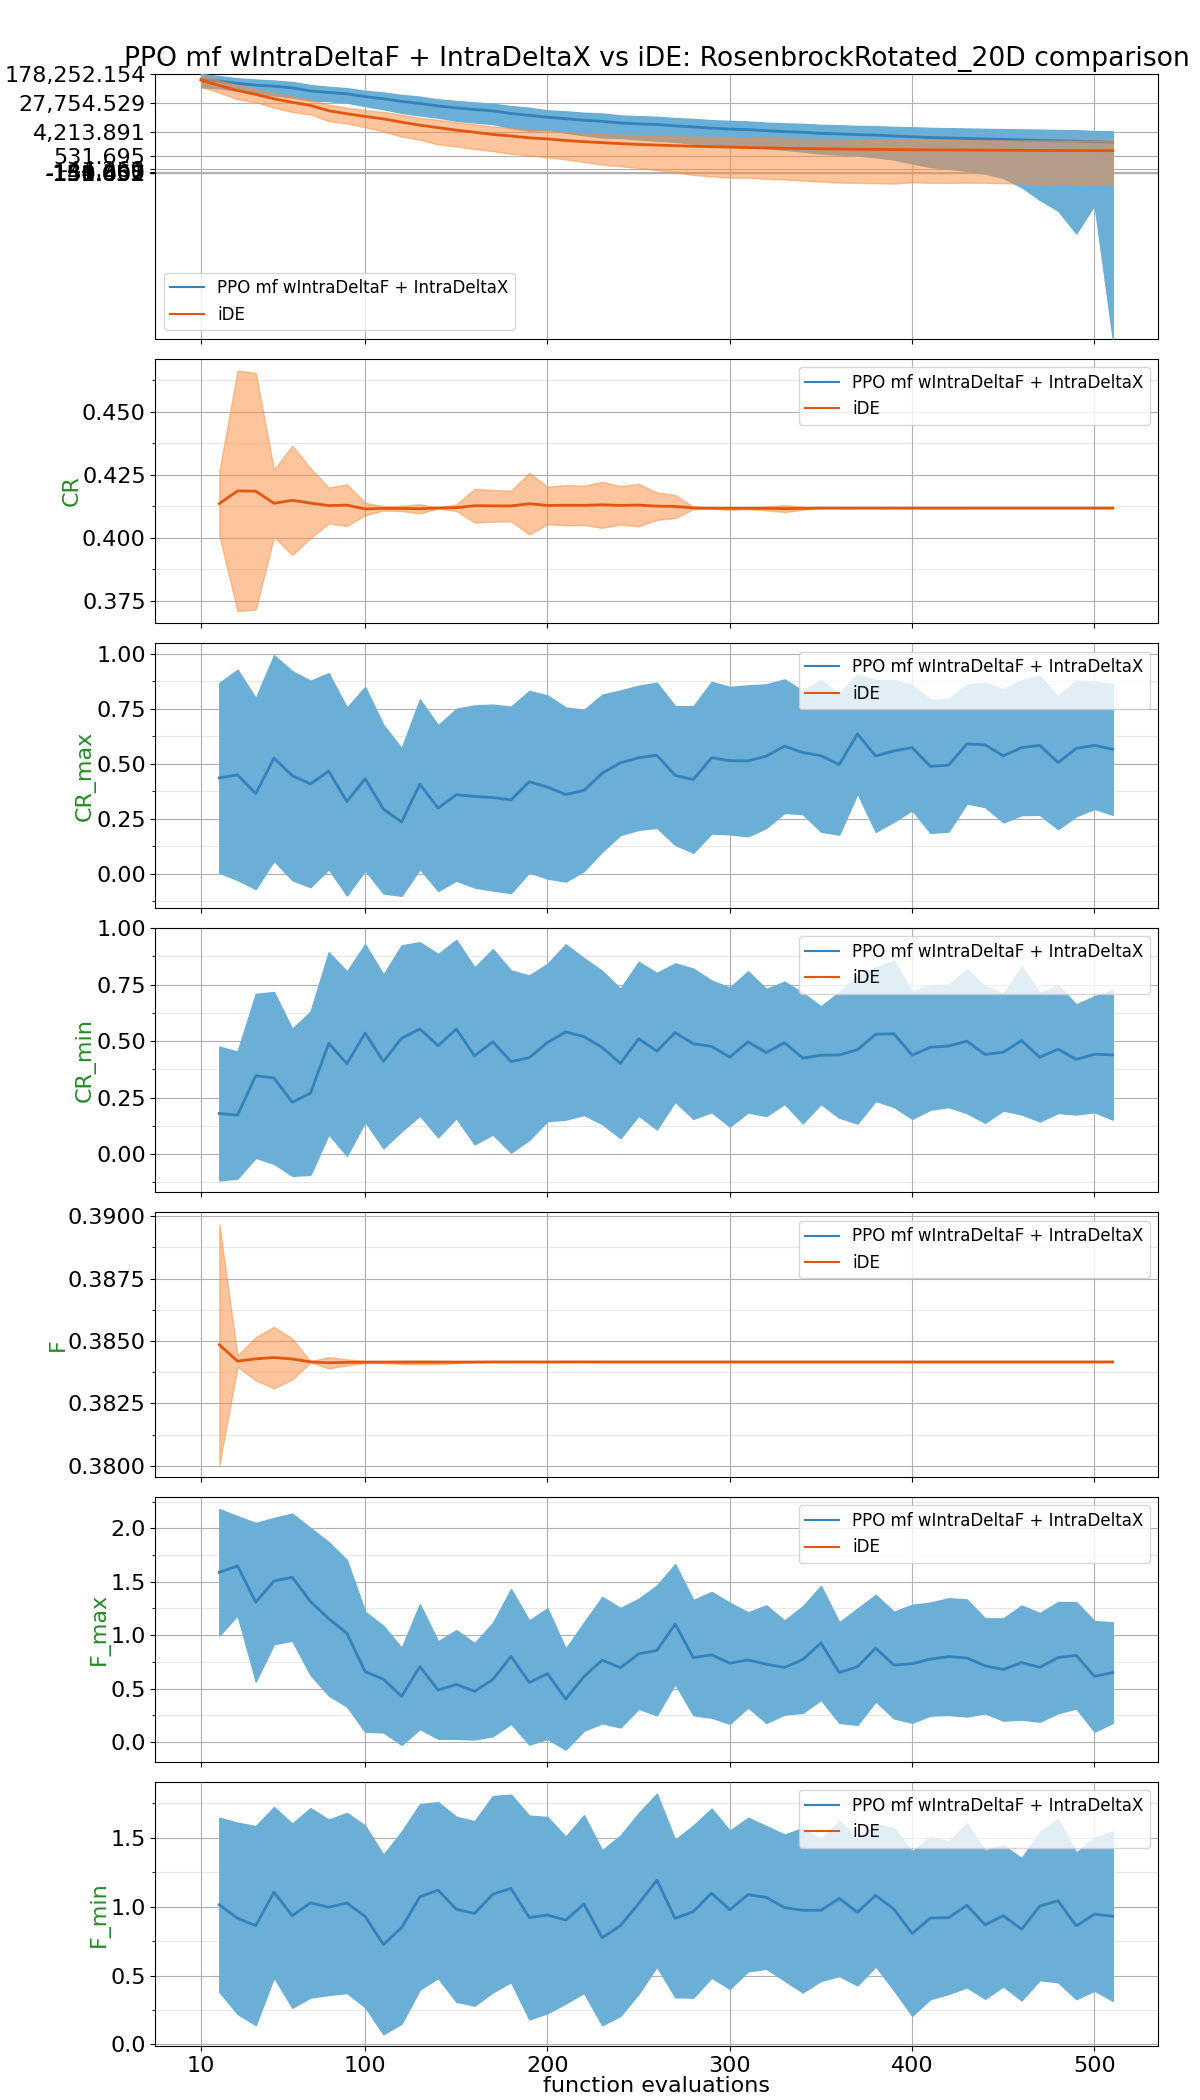 PPO mf wIntraDeltaF + IntraDeltaX vs iDE: RosenbrockRotated_20D comparison
178,252.154
27,754.529
4,213.891
531.695
PPO mf wIntraDeltaF + IntraDeltaX
iDE
CR
0.450
0.425
0.400
0.375
PPO mf wIntraDeltaF + IntraDeltaX
iDE
CR_max
1.00
0.75
0.50
0.25
0.00
PPO mf wIntraDeltaF + IntraDeltaX
iDE
CR_min
1.00
0.75
0.50
0.25
0.00
PPO mf wIntraDeltaF + IntraDeltaX
iDE
F
0.3900
0.3875
0.3850
0.3825
0.3800
PPO mf wIntraDeltaF + IntraDeltaX
iDE
F_max
2.0
1.5
1.0
0.5
0.0
PPO mf wIntraDeltaF + IntraDeltaX
iDE
F_min
1.5
1.0
0.5
0.0
PPO mf wIntraDeltaF + IntraDeltaX
iDE
10 100 200 300 400 500
function evaluations